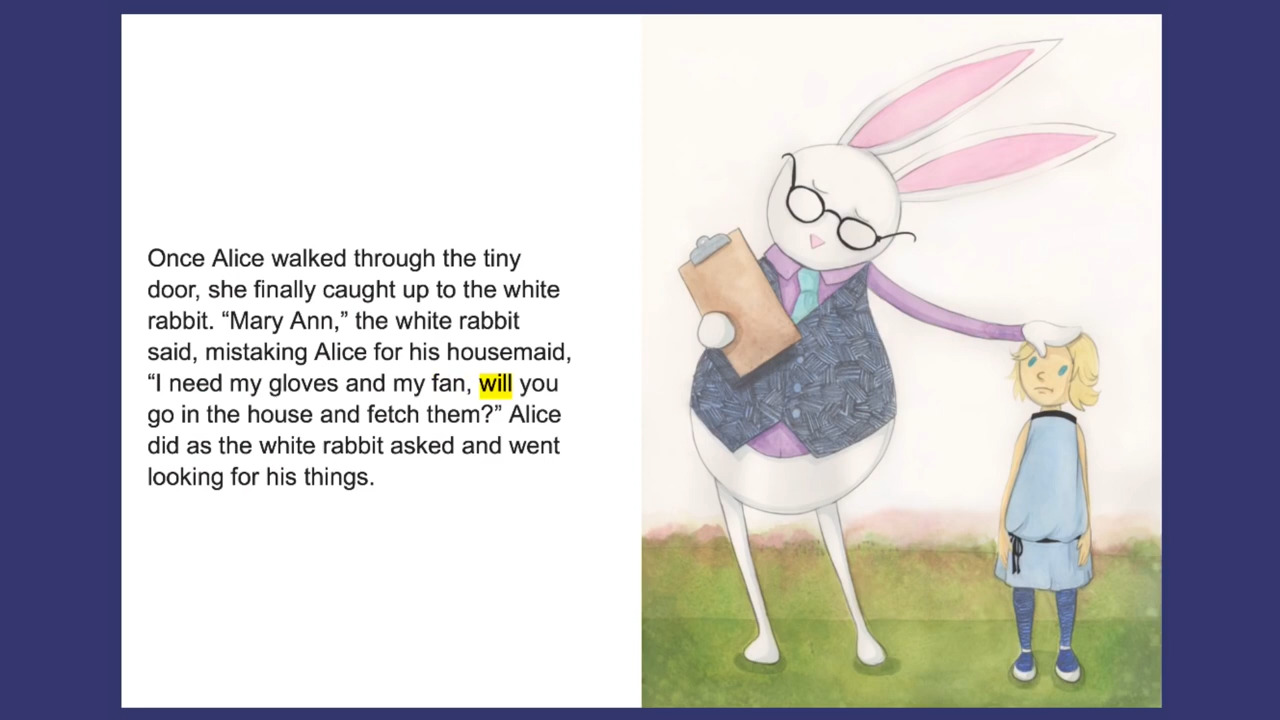 Once Alice walked through the tiny
door, she finally caught up to the white
rabbit. “Mary Ann,” the white rabbit
said, mistaking Alice for his housemaid,
“I need my gloves and my fan, will you
go in the house and fetch them?” Alice
did as the white rabbit asked and went
looking for his things.